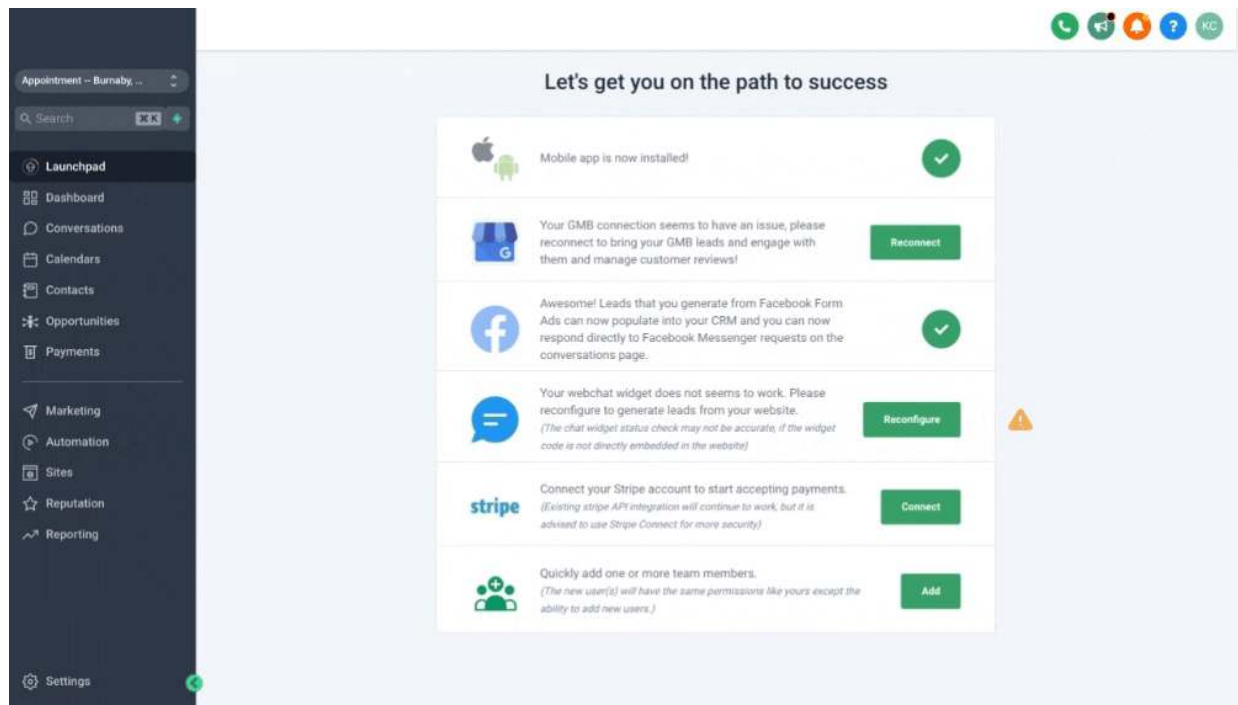 KC
Appointment -- Burnaby, ...
Search
⌘K
Launchpad
Dashboard
Conversations
Calendars
Contacts
Opportunities
Payments
Marketing
Automation
Sites
Reputation
Reporting
Settings
Let's get you on the path to success
Mobile app is now installed!
Your GMB connection seems to have an issue, please
reconnect to bring your GMB leads and engage with
them and manage customer reviews!
Reconnect
Awesome! Leads that you generate from Facebook Form
Ads can now populate into your CRM and you can now
respond directly to Facebook Messenger requests on the
conversations page.
Your webchat widget does not seems to work. Please
reconfigure to generate leads from your website.
(The chat widget status check may not be accurate, if the widget
code is not directly embedded in the website)
Reconfigure
stripe
Connect your Stripe account to start accepting payments.
(Existing stripe API integration will continue to work, but it is
advised to use Stripe Connect for more security)
Connect
Quickly add one or more team members.
(The new user(s) will have the same permissions like yours except the
ability to add new users.)
Add